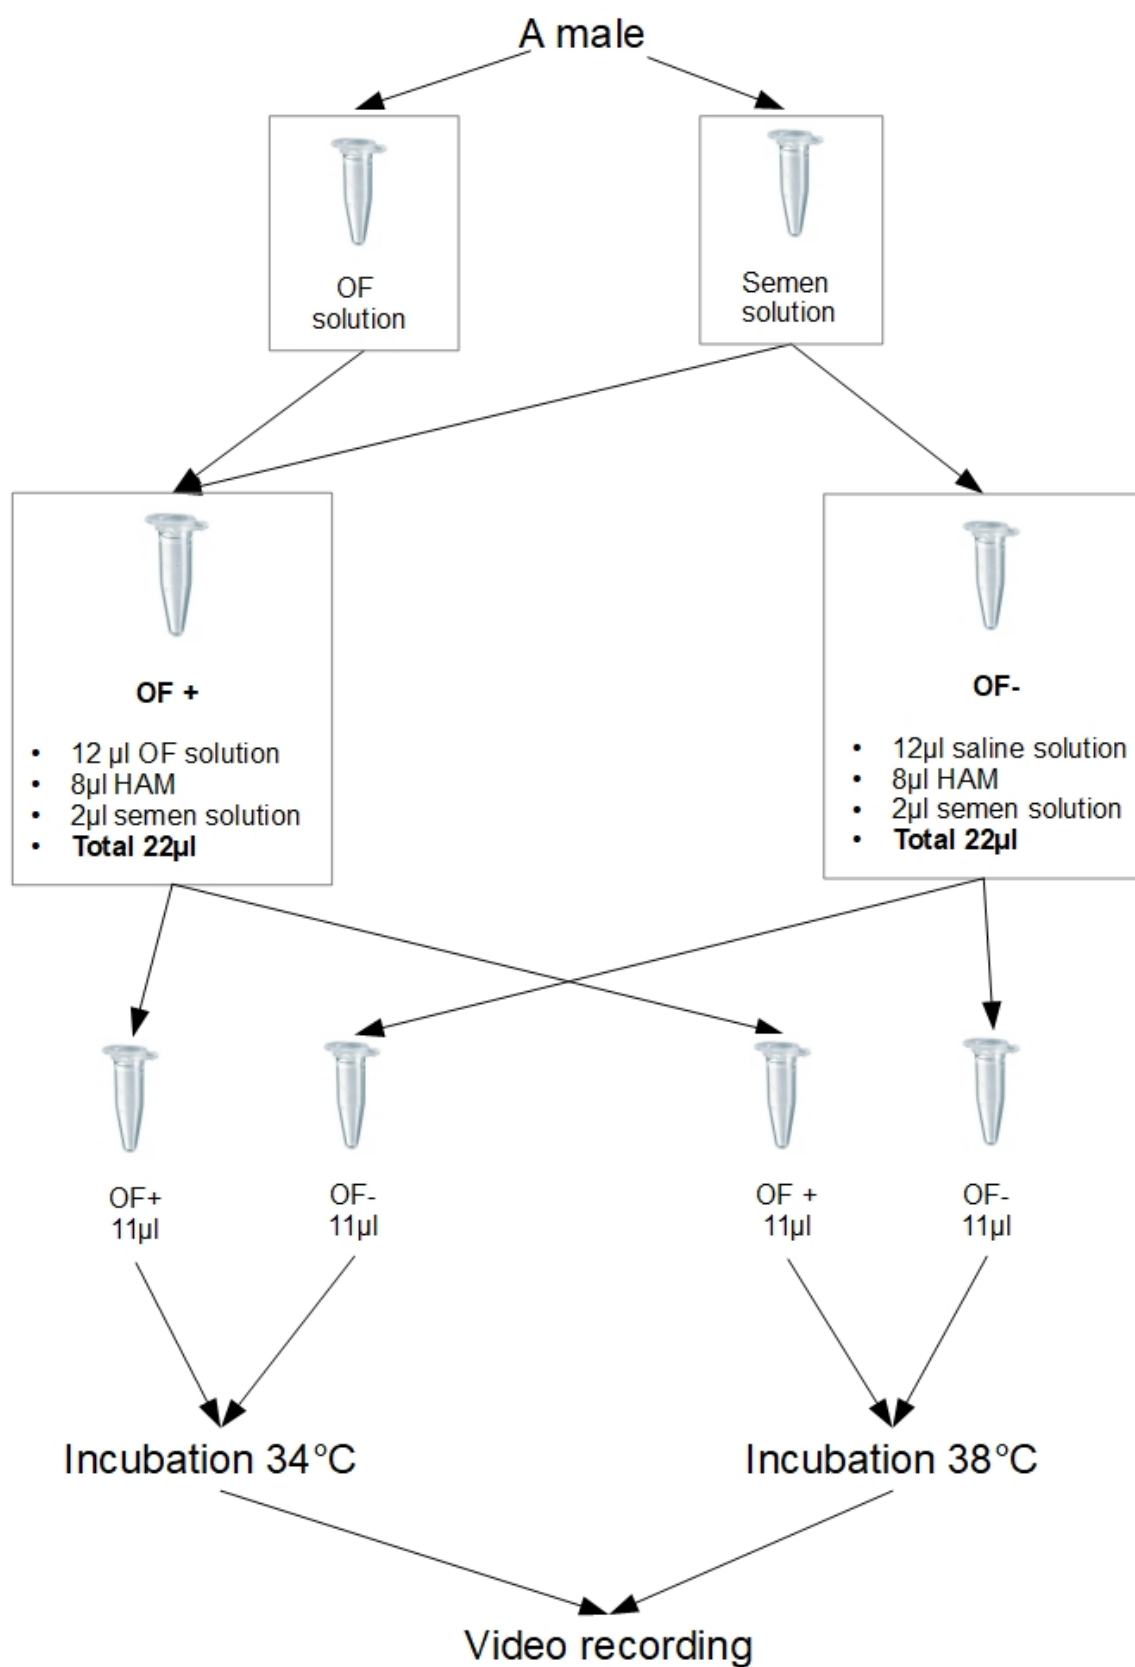 A male
OF
solution
Semen
solution
OF +
• 12 µl OF solution
• 8µl HAM
• 2µl semen solution
• Total 22µl
OF-
• 12µl saline solution
• 8µl HAM
• 2µl semen solution
• Total 22µl
OF+
11µl
OF-
11µl
OF +
11µl
OF-
11µl
Incubation 34°C
Incubation 38°C
Video recording